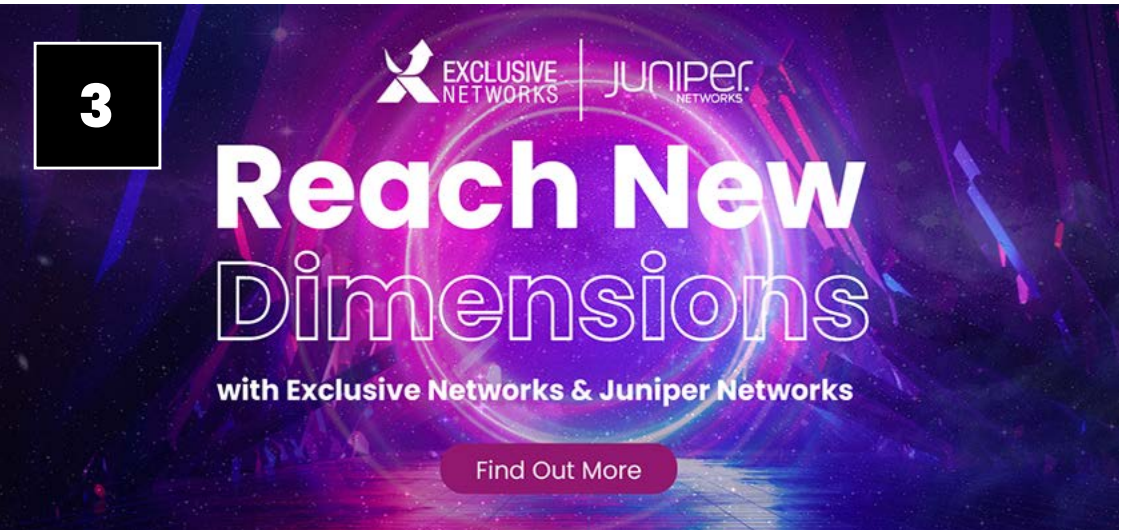 3
EXCLUSIVE
NETWORKS
JUNIPER
NETWORKS
Reach New
Dimensions
with Exclusive Networks & Juniper Networks
Find Out More